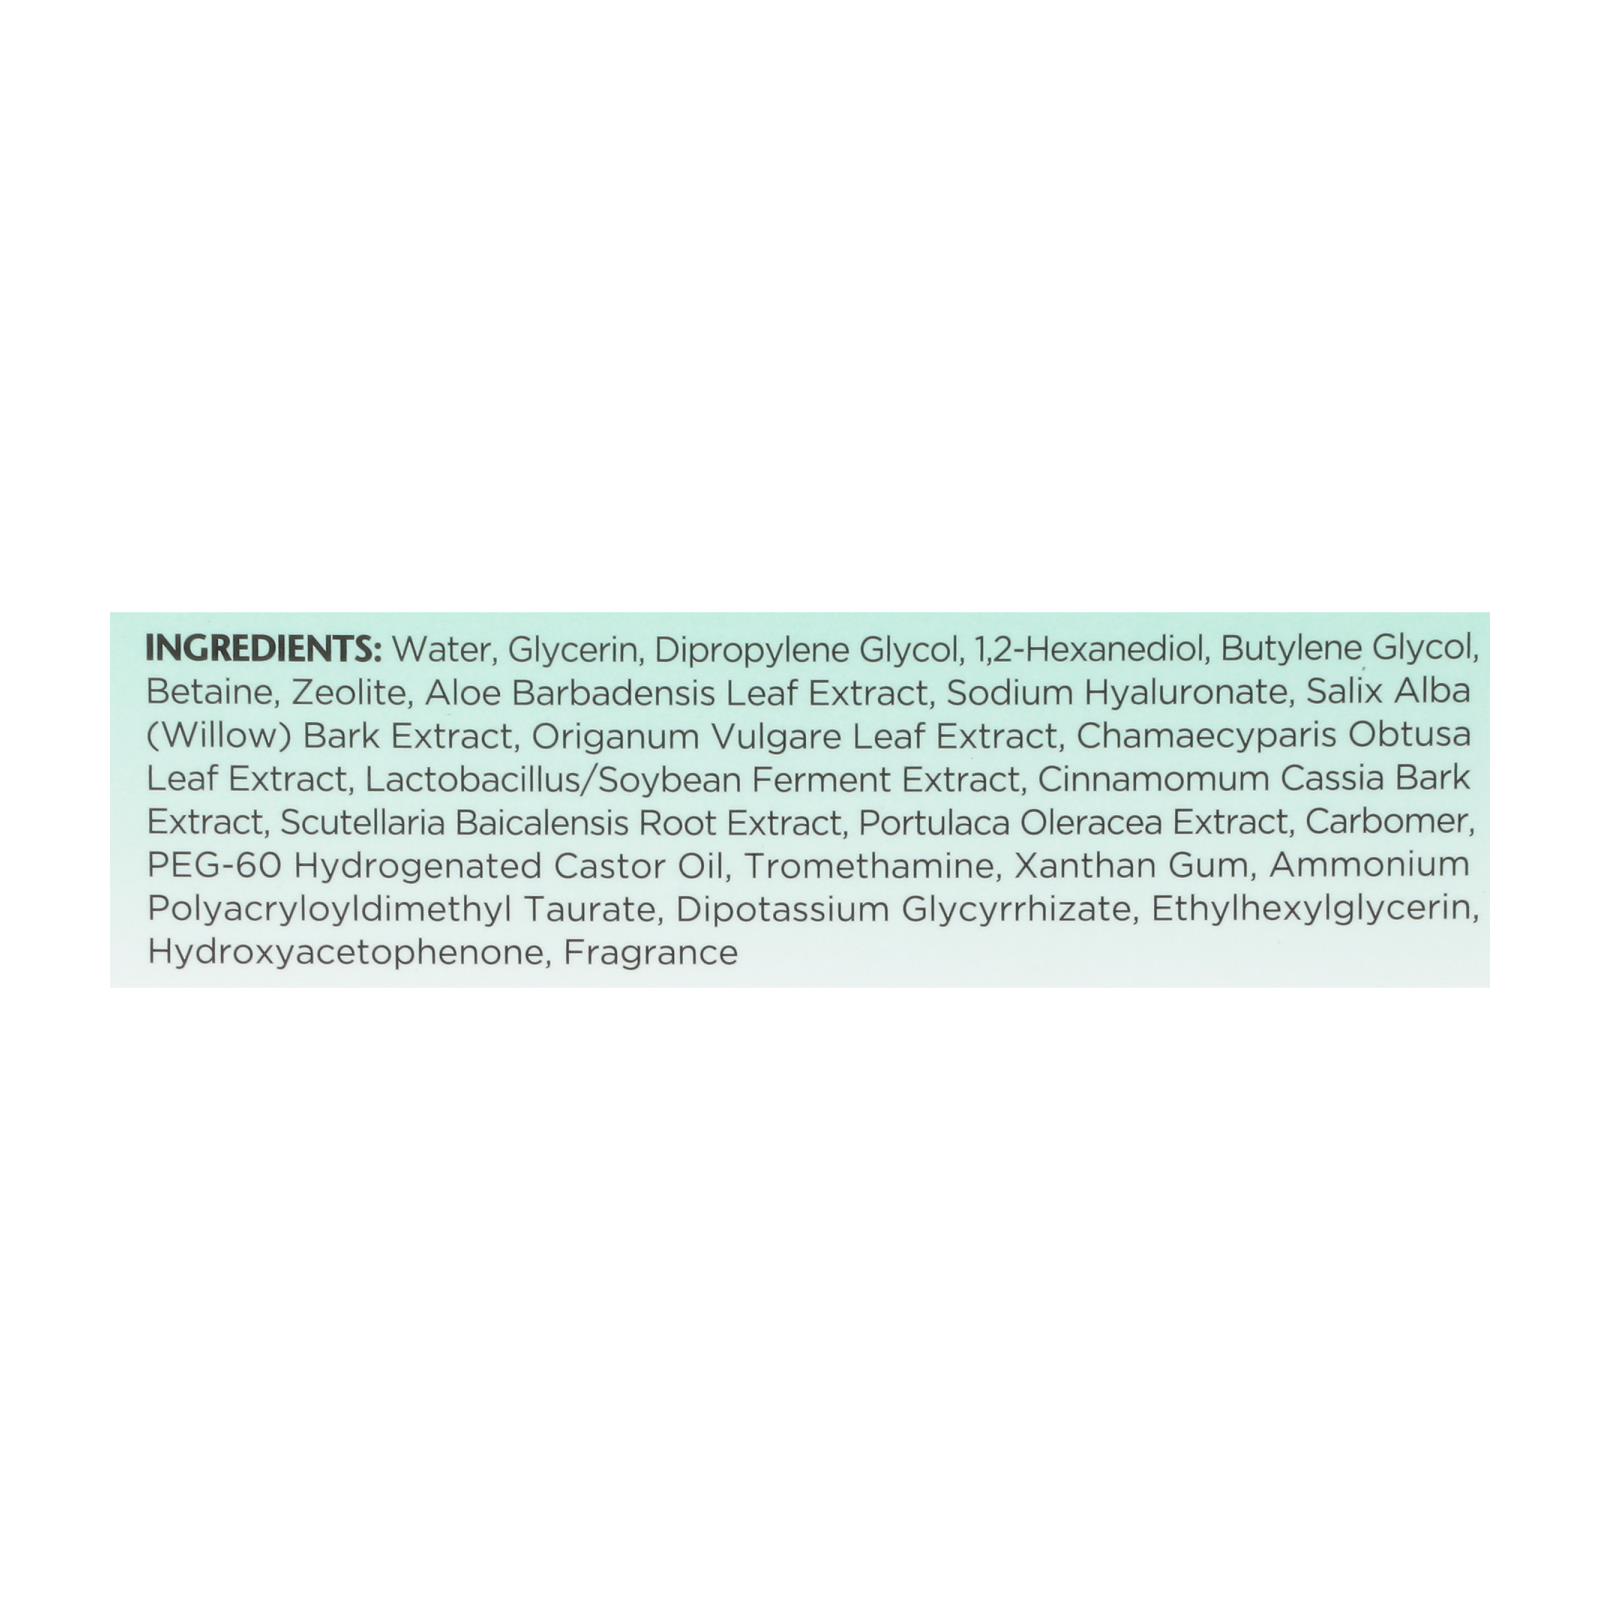 INGREDIENTS: Water, Glycerin, Dipropylene Glycol, 1,2-Hexanediol, Butylene Glycol,
Betaine, Zeolite, Aloe Barbadensis Leaf Extract, Sodium Hyaluronate, Salix Alba
(Willow) Bark Extract, Origanum Vulgare Leaf Extract, Chamaecyparis Obtusa
Leaf Extract, Lactobacillus/Soybean Ferment Extract, Cinnamomum Cassia Bark
Extract, Scutellaria Baicalensis Root Extract, Portulaca Oleracea Extract, Carbomer,
PEG-60 Hydrogenated Castor Oil, Tromethamine, Xanthan Gum, Ammonium
Polyacryloyldimethyl Taurate, Dipotassium Glycyrrhizate, Ethylhexylglycerin,
Hydroxyacetophenone, Fragrance